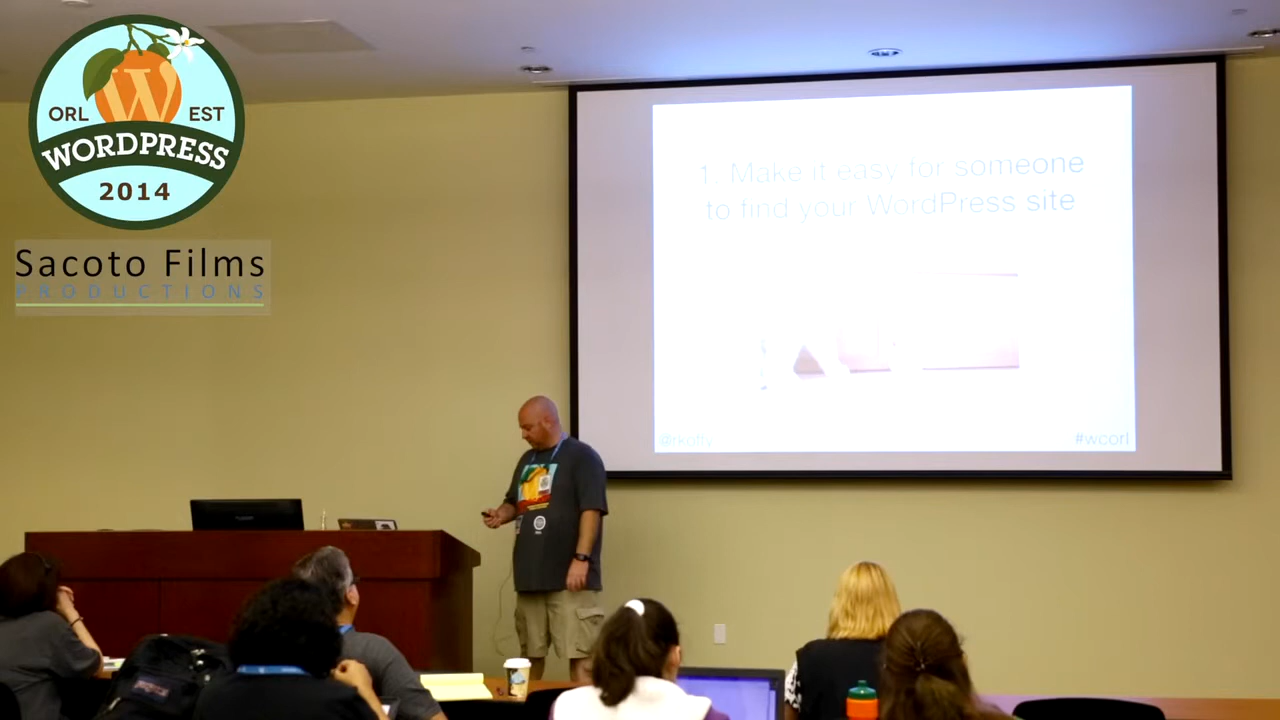 ORL EST
WORDPRESS
2014
Sacoto Films
PRODUCTIONS
1. Make it easy for someone
to find your WordPress site
#wcorl